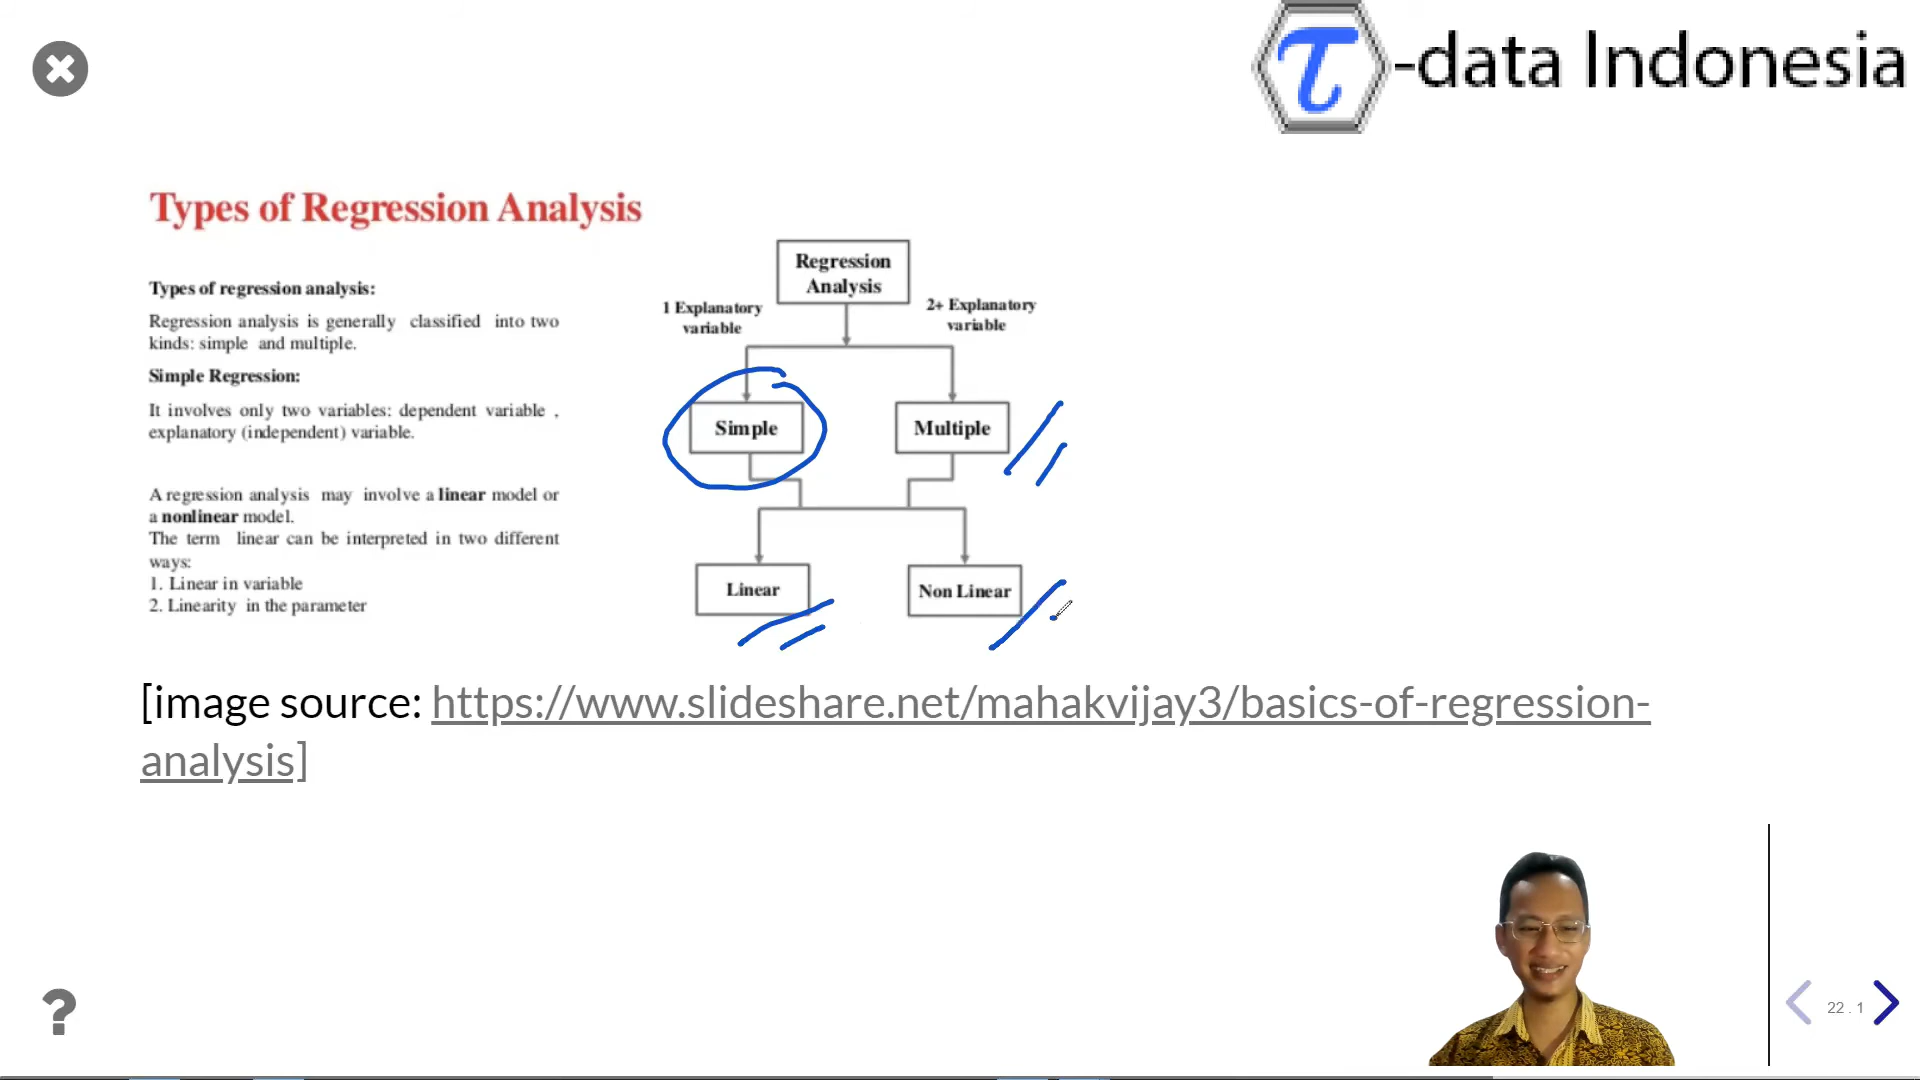 τ-data Indonesia
Types of Regression Analysis
Types of regression analysis:
Regression analysis is generally classified into two
kinds: simple and multiple.
Simple Regression:
It involves only two variables: dependent variable ,
explanatory (independent) variable.
A regression analysis may involve a linear model or
a nonlinear model.
The term linear can be interpreted in two different
ways:
1. Linear in variable
2. Linearity in the parameter
Regression
Analysis
1 Explanatory
variable
2+ Explanatory
variable
Simple
Multiple
Linear
Non Linear
[image source: https://www.slideshare.net/mahakvijay3/basics-of-regression-
analysis]
?
22 . 1